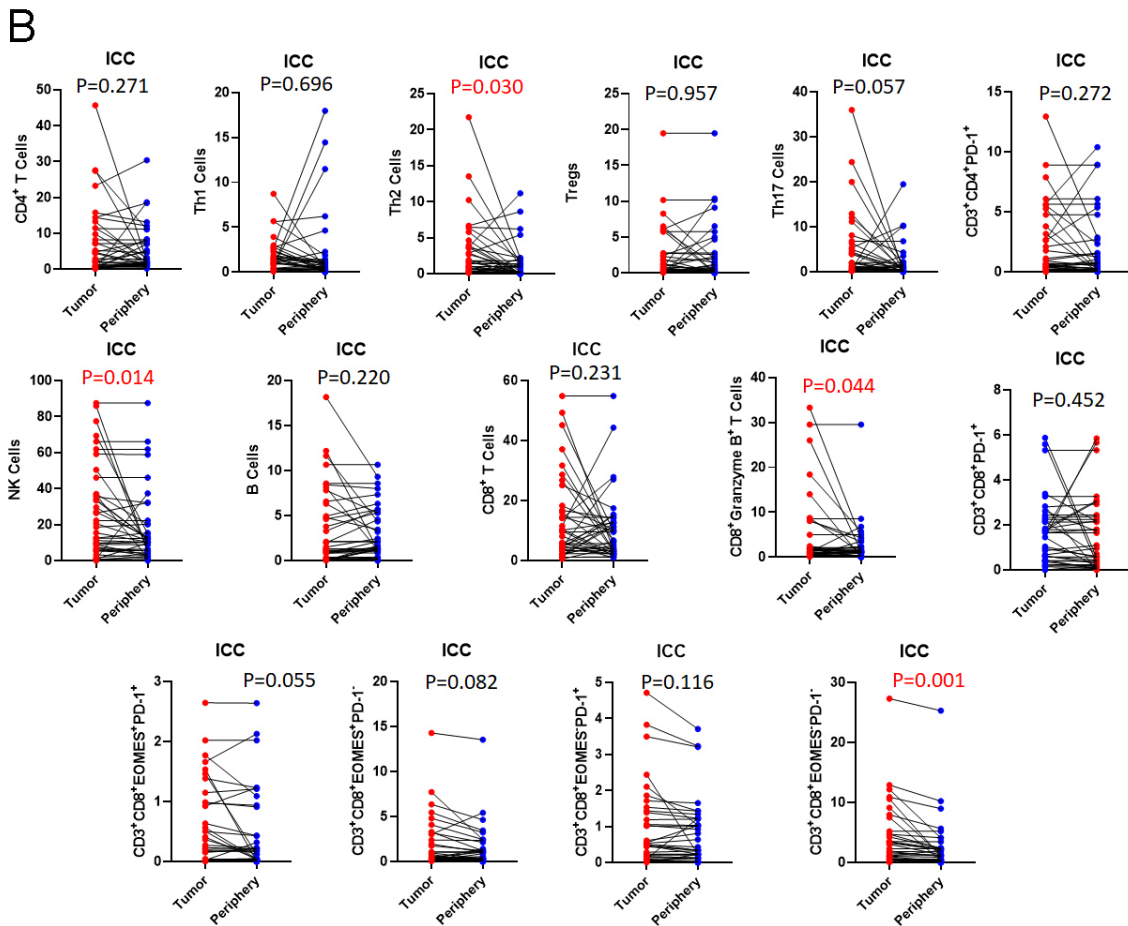 B
ICC ICC ICC ICC ICC ICC
P=0.271 P=0.696 P=0.030 P=0.957 P=0.057 P=0.272
CD4⁺ T Cells
50
40
30
20
10
0
Tumor Periphery
Th1 Cells
20
15
10
5
0
Tumor Periphery
Th2 Cells
25
20
15
10
5
0
Tumor Periphery
Tregs
25
20
15
10
5
0
Tumor Periphery
Th17 Cells
40
30
20
10
0
Tumor Periphery
CD3⁺CD4⁺PD-1⁺
15
10
5
0
Tumor Periphery
ICC ICC ICC ICC ICC
P=0.014 P=0.220 P=0.231 P=0.044 P=0.452
NK Cells
100
80
60
40
20
0
Tumor Periphery
B Cells
20
15
10
5
0
Tumor Periphery
CD8⁺ T Cells
60
40
20
0
Tumor Periphery
CD8⁺Granzyme B⁺ T Cells
40
30
20
10
0
Tumor Periphery
CD3⁺CD8⁺PD-1⁺
8
6
4
2
0
Tumor Periphery
ICC ICC ICC ICC
P=0.055 P=0.082 P=0.116 P=0.001
CD3⁺CD8⁺EOMES⁺PD-1⁺
3
2
1
0
Tumor Periphery
CD3⁺CD8⁺EOMES⁺PD-1⁻
20
15
10
5
0
Tumor Periphery
CD3⁺CD8⁺EOMES⁻PD-1⁺
5
4
3
2
1
0
Tumor Periphery
CD3⁺CD8⁺EOMES⁻PD-1⁻
30
20
10
0
Tumor Periphery